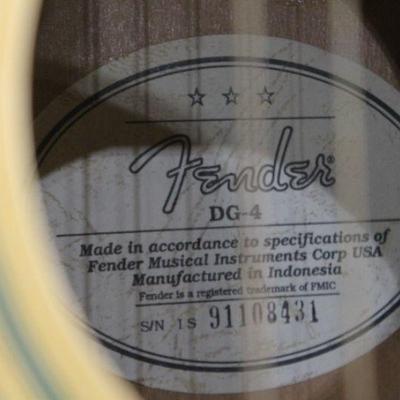 Fender®
DG-4
Made in accordance to specifications of
Fender Musical Instruments Corp USA
Manufactured in Indonesia
Fender is a registered trademark of FMIC
S/N IS 91108431